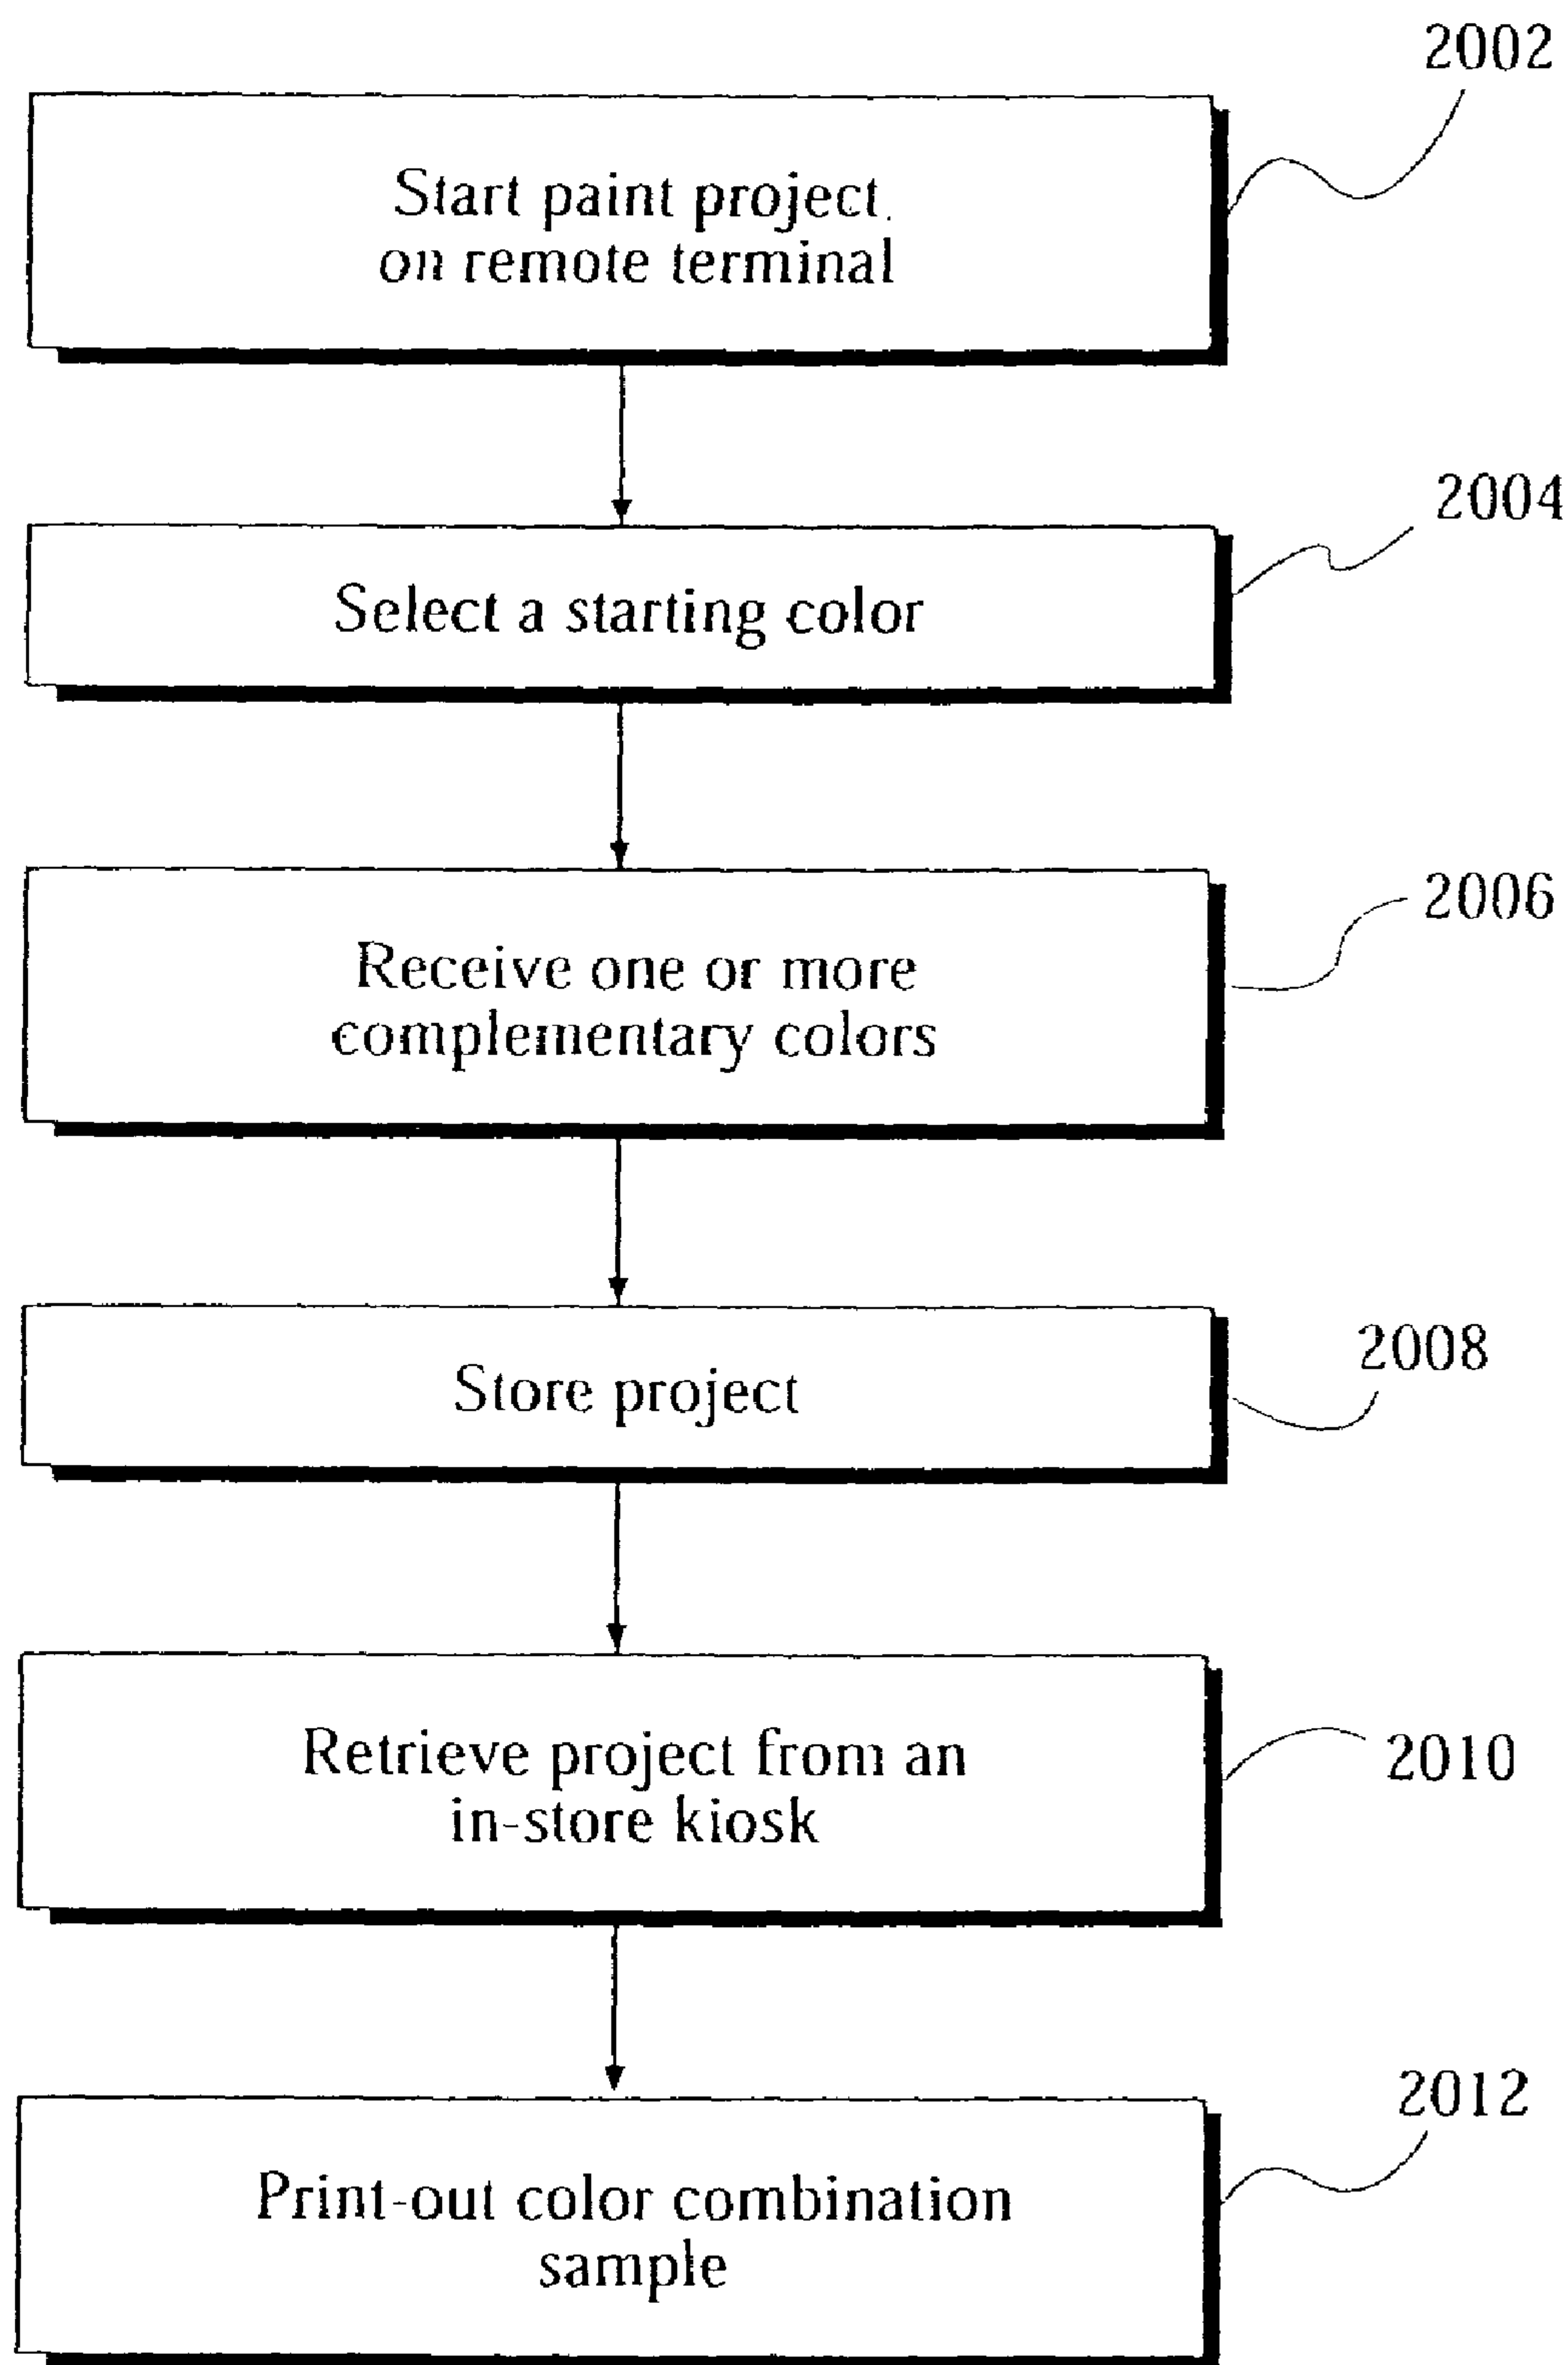 2002
Start paint project
on remote terminal
2004
Select a starting color
2006
Receive one or more
complementary colors
2008
Store project
Retrieve project from an
in-store kiosk
2010
2012
Print-out color combination
sample